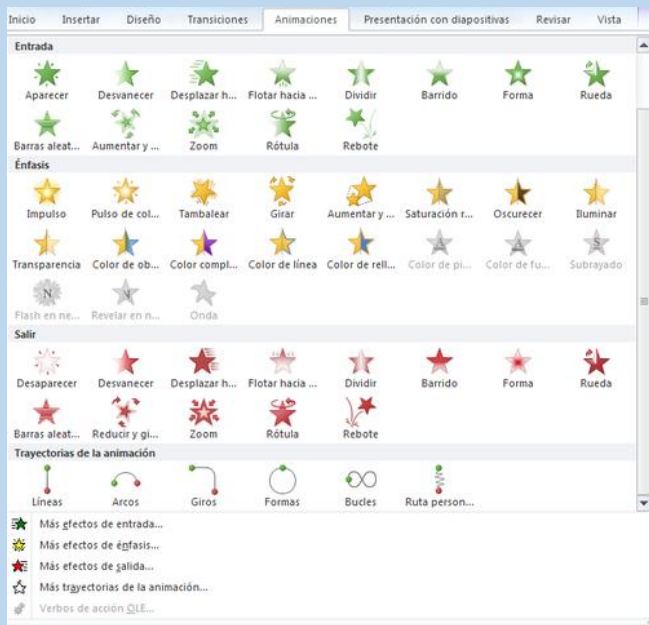 Inicio Insertar Diseño Transiciones Animaciones Presentación con diapositivas Revisar Vista
Entrada
Aparecer Desvanecer Desplazar h... Flotar hacia ... Dividir Barrido Forma Rueda
Barras aleat... Aumentar y ... Zoom Rótula Rebote
Énfasis
Impulso Pulso de col... Tambalear Girar Aumentar y ... Saturación r... Oscurecer Iluminar
Transparencia Color de ob... Color compl... Color de línea Color de rell... Color de pi... Color de fu... Subrayado
Flash en ne... Revelar en n... Onda
Salir
Desaparecer Desvanecer Desplazar h... Flotar hacia ... Dividir Barrido Forma Rueda
Barras aleat... Reducir y gi... Zoom Rótula Rebote
Trayectorias de la animación
Líneas Arcos Giros Formas Bucles Ruta person...
Más efectos de entrada...
Más efectos de énfasis...
Más efectos de salida...
Más trayectorias de la animación...
Verbos de acción OLE...